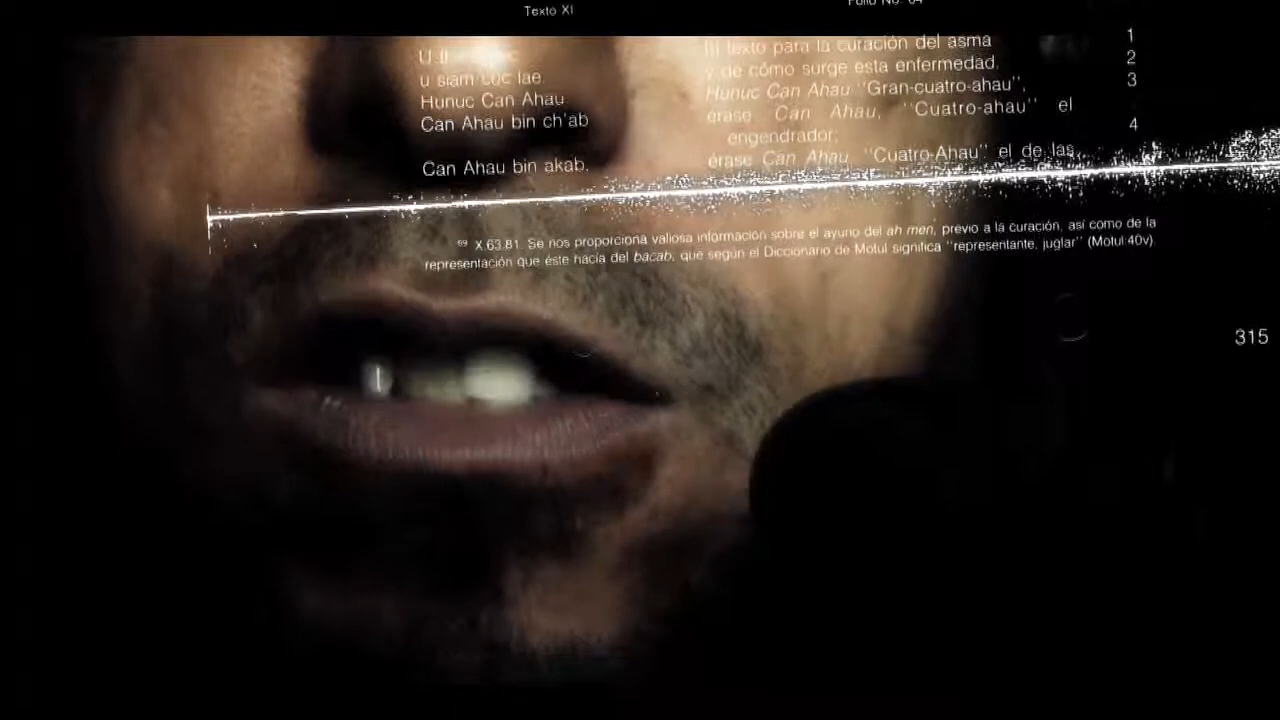 Texto XI
Folio No. 64
texto para la curación del asma 1
u siam coc lae. y de cómo surge esta enfermedad, 2
Hunuc Can Ahau Hunuc Can Ahau "Gran-cuatro-ahau", 3
Can Ahau bin ch'ab érase Can Ahau, "Cuatro-ahau" el
engendrador; 4
Can Ahau bin akab. érase Can Ahau "Cuatro-Ahau" el de las
69 X.63.81. Se nos proporciona valiosa información sobre el ayuno del ah men, previo a la curación, así como de la
representación que éste hacía del bacab, que según el Diccionario de Motul significa "representante, juglar" (Motul:40v).
315